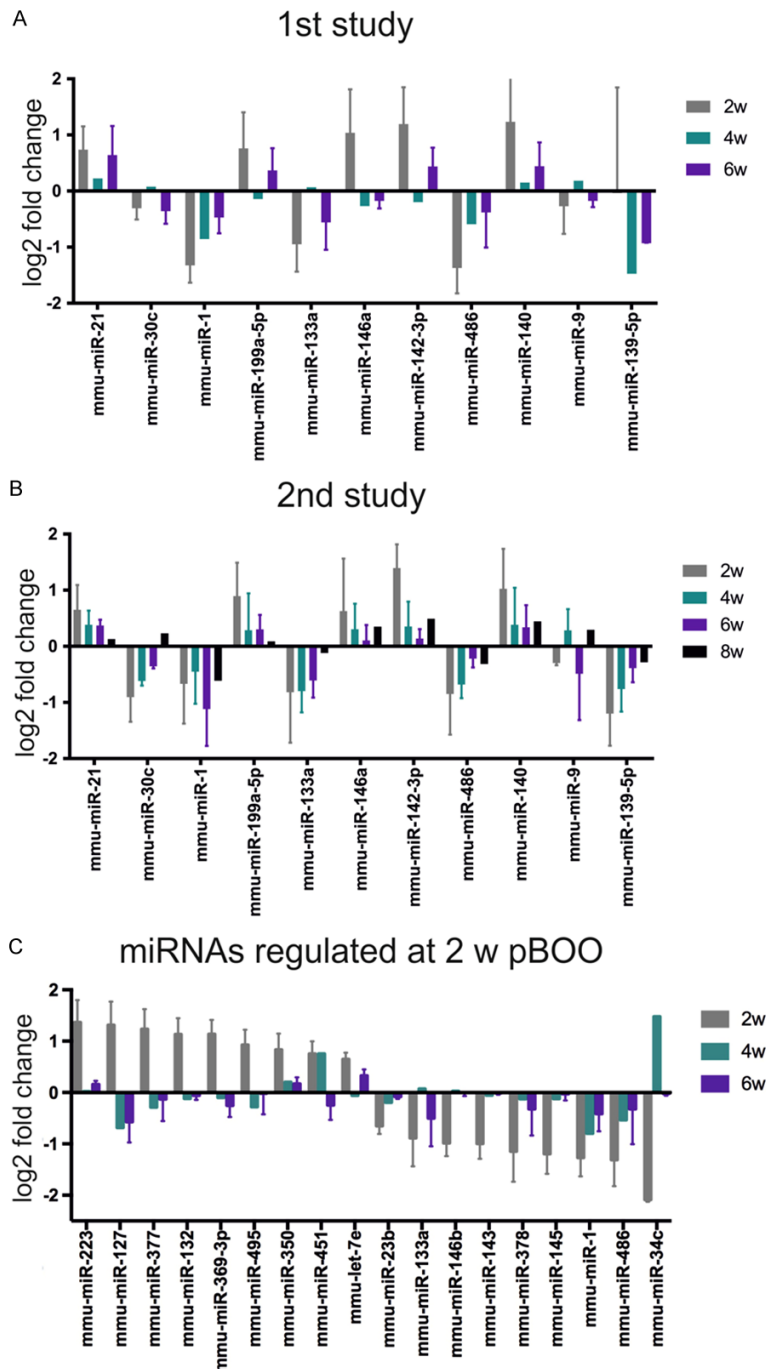 A
1st study
log2 fold change
2
1
0
-1
-2
2w
4w
6w
mmu-miR-21
mmu-miR-30c
mmu-miR-1
mmu-miR-199a-5p
mmu-miR-133a
mmu-miR-146a
mmu-miR-142-3p
mmu-miR-486
mmu-miR-140
mmu-miR-9
mmu-miR-139-5p
B
2nd study
log2 fold change
2
1
0
-1
-2
2w
4w
6w
8w
mmu-miR-21
mmu-miR-30c
mmu-miR-1
mmu-miR-199a-5p
mmu-miR-133a
mmu-miR-146a
mmu-miR-142-3p
mmu-miR-486
mmu-miR-140
mmu-miR-9
mmu-miR-139-5p
C
miRNAs regulated at 2 w pBOO
log2 fold change
2
1
0
-1
-2
2w
4w
6w
mmu-miR-223
mmu-miR-127
mmu-miR-377
mmu-miR-132
mmu-miR-369-3p
mmu-miR-495
mmu-miR-350
mmu-miR-451
mmu-let-7e
mmu-miR-23b
mmu-miR-133a
mmu-miR-146b
mmu-miR-143
mmu-miR-378
mmu-miR-145
mmu-miR-1
mmu-miR-486
mmu-miR-34c